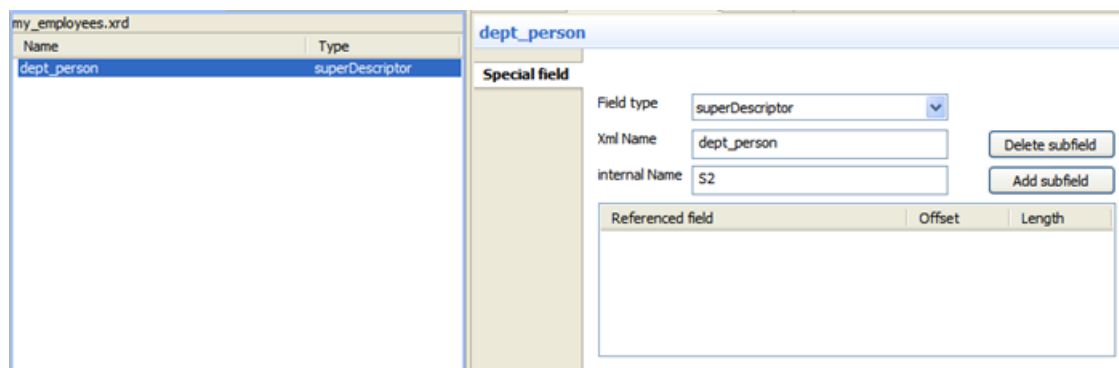 my_employees.xrd
Name Type
dept_person superDescriptor
dept_person
Special field
Field type superDescriptor
Xml Name dept_person Delete subfield
internal Name S2 Add subfield
Referenced field Offset Length